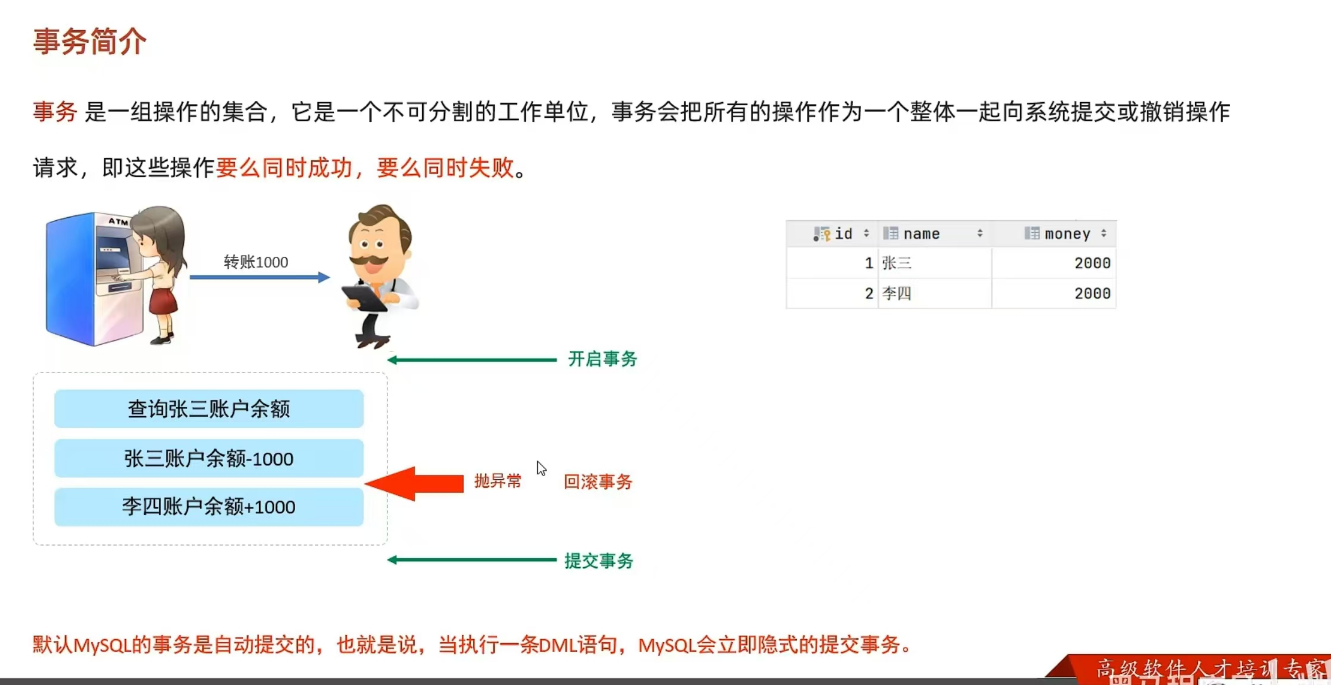 事务简介
事务 是一组操作的集合，它是一个不可分割的工作单位，事务会把所有的操作作为一个整体一起向系统提交或撤销操作
请求，即这些操作要么同时成功，要么同时失败。
ATM
转账1000
id name money
1 张三 2000
2 李四 2000
开启事务
查询张三账户余额
张三账户余额-1000
抛异常 回滚事务
李四账户余额+1000
提交事务
默认MySQL的事务是自动提交的，也就是说，当执行一条DML语句，MySQL会立即隐式的提交事务。
高级软件人才培训专家